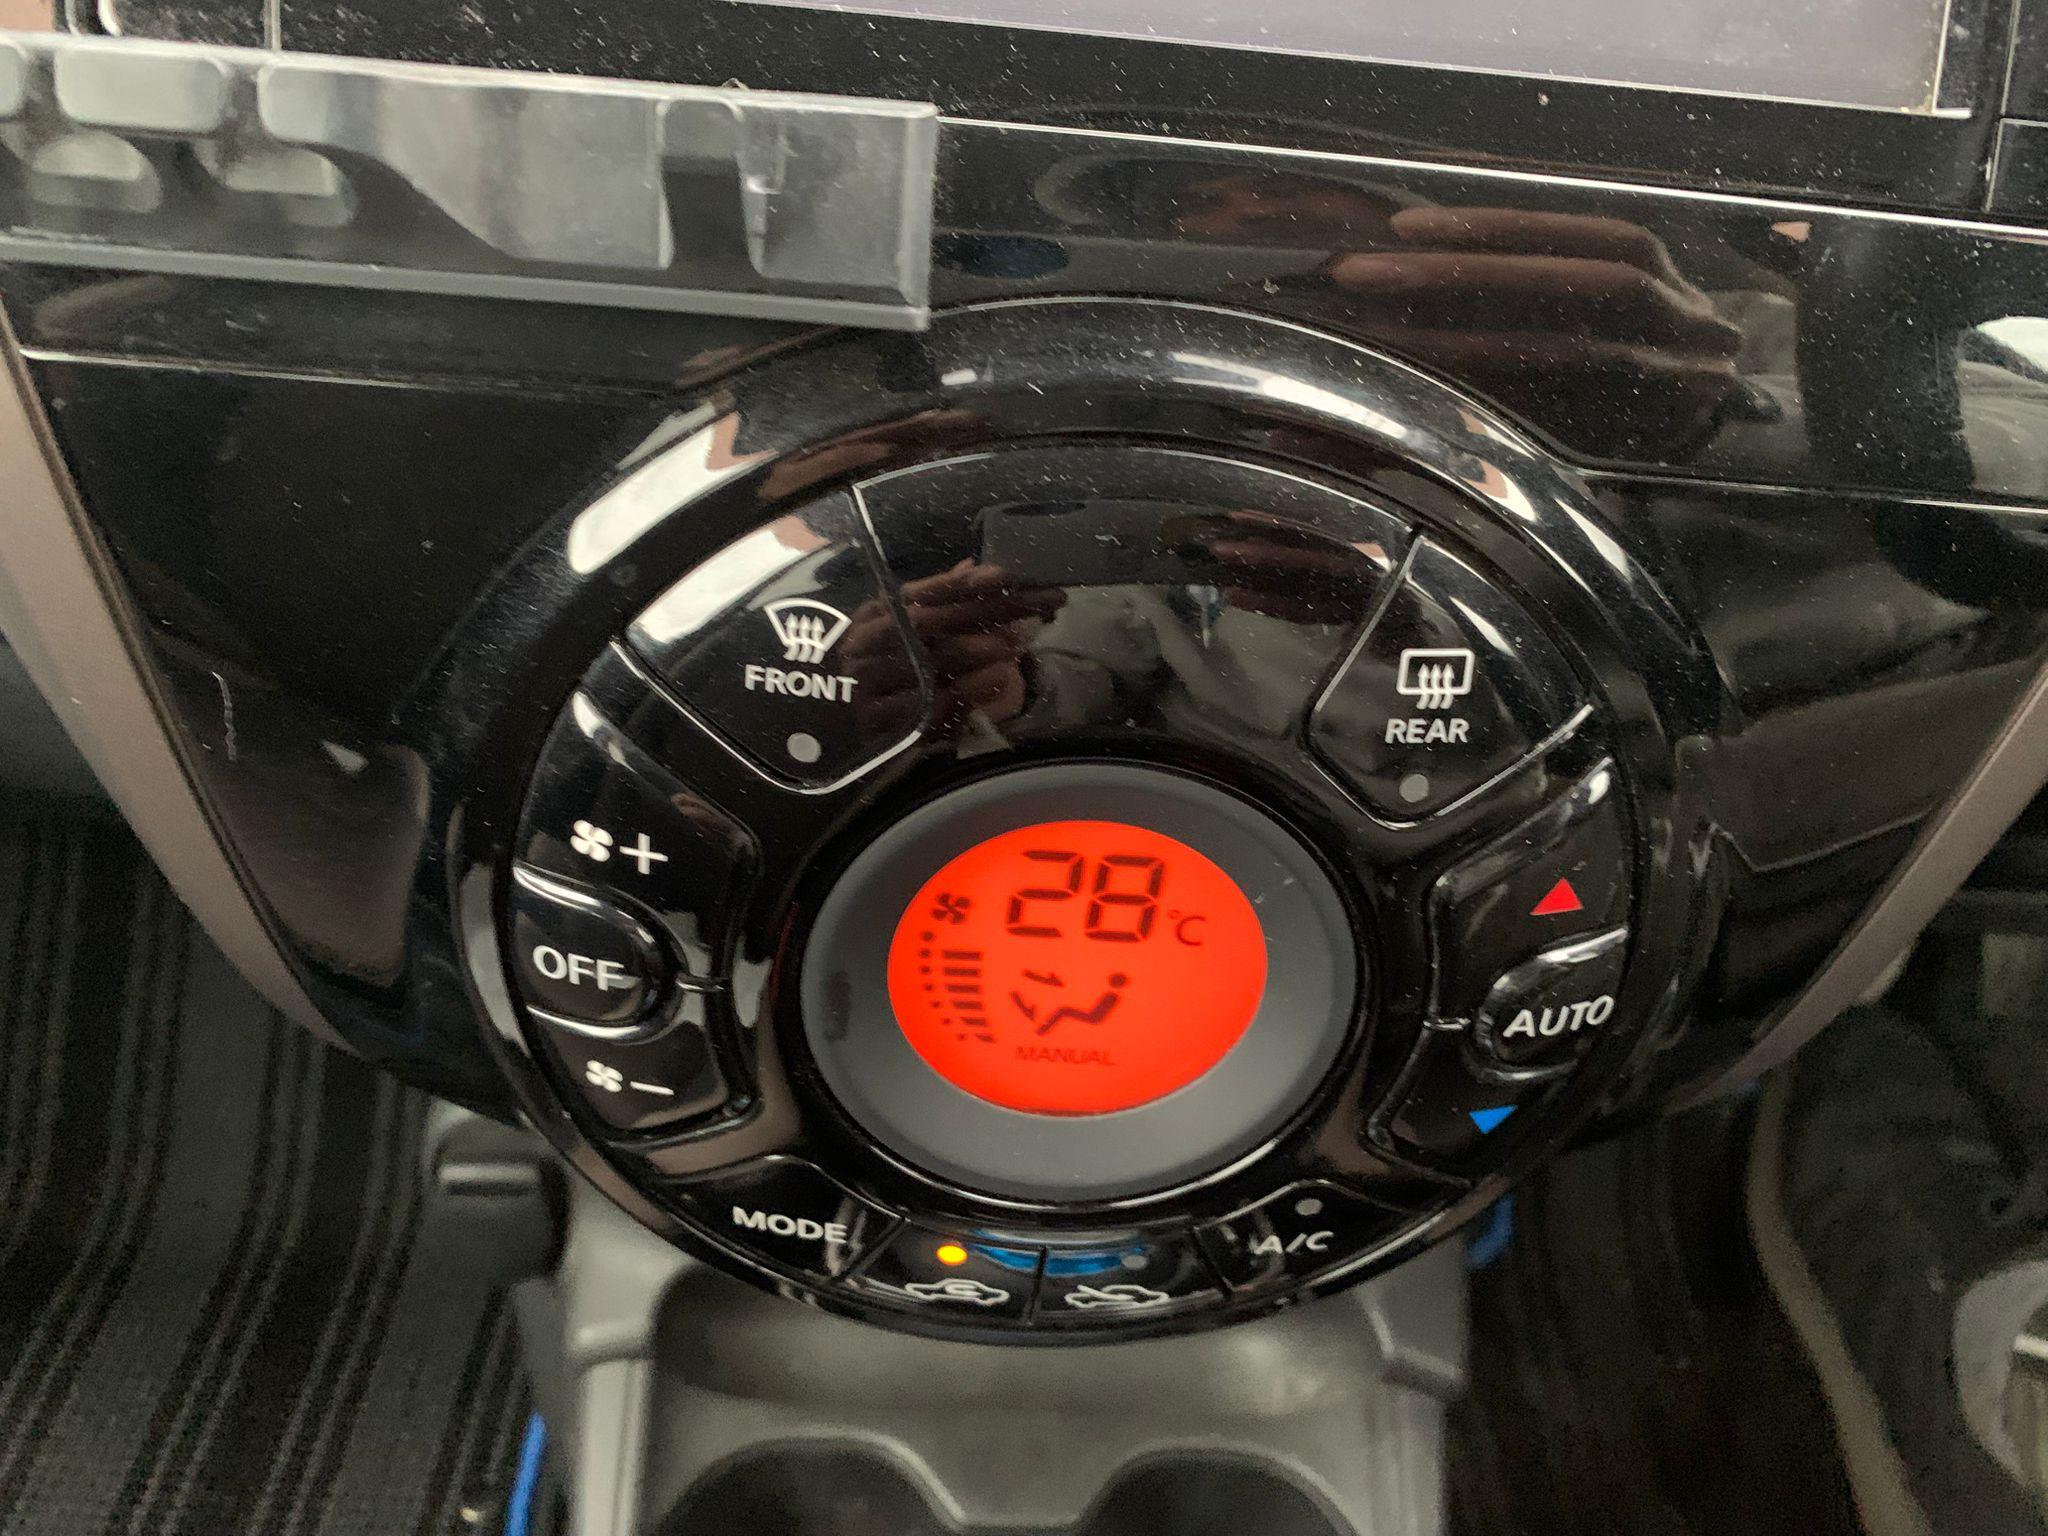 FRONT
REAR
+
28°C
OFF
AUTO
MANUAL
−
MODE
A/C